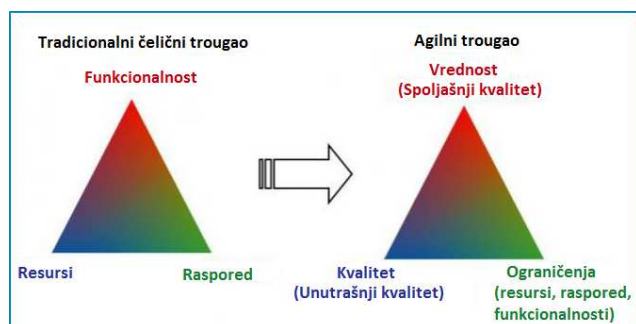 Tradicionalni čelični trougao
Funkcionalnost
Resursi
Raspored
Agilni trougao
Vrednost
(Spoljašnji kvalitet)
Kvalitet
(Unutrašnji kvalitet)
Ograničenja
(resursi, raspored,
funkcionalnosti)